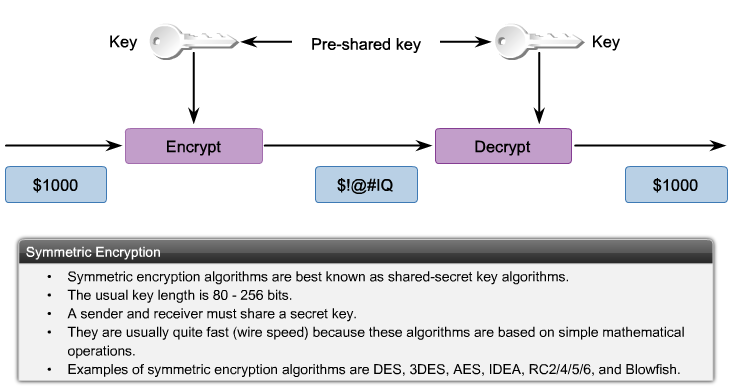 Key
Pre-shared key
Key
Encrypt
Decrypt
$1000
$!@#IQ
$1000
Symmetric Encryption
• Symmetric encryption algorithms are best known as shared-secret key algorithms.
• The usual key length is 80 - 256 bits.
• A sender and receiver must share a secret key.
• They are usually quite fast (wire speed) because these algorithms are based on simple mathematical
operations.
• Examples of symmetric encryption algorithms are DES, 3DES, AES, IDEA, RC2/4/5/6, and Blowfish.